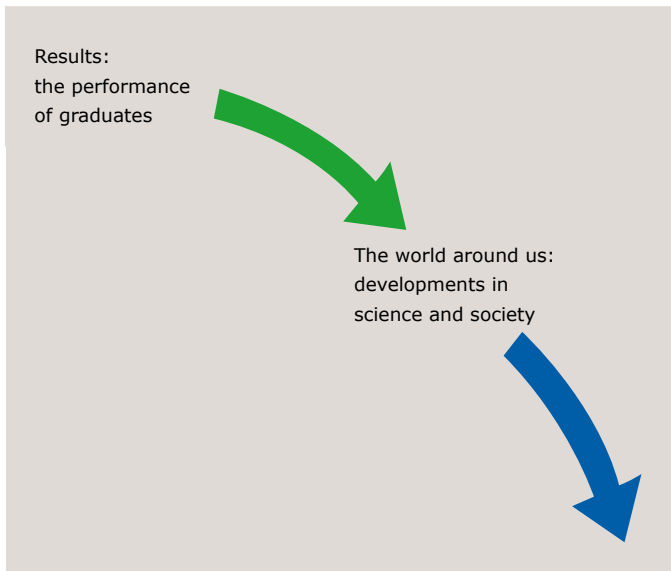 Results:
the performance
of graduates
The world around us:
developments in
science and society